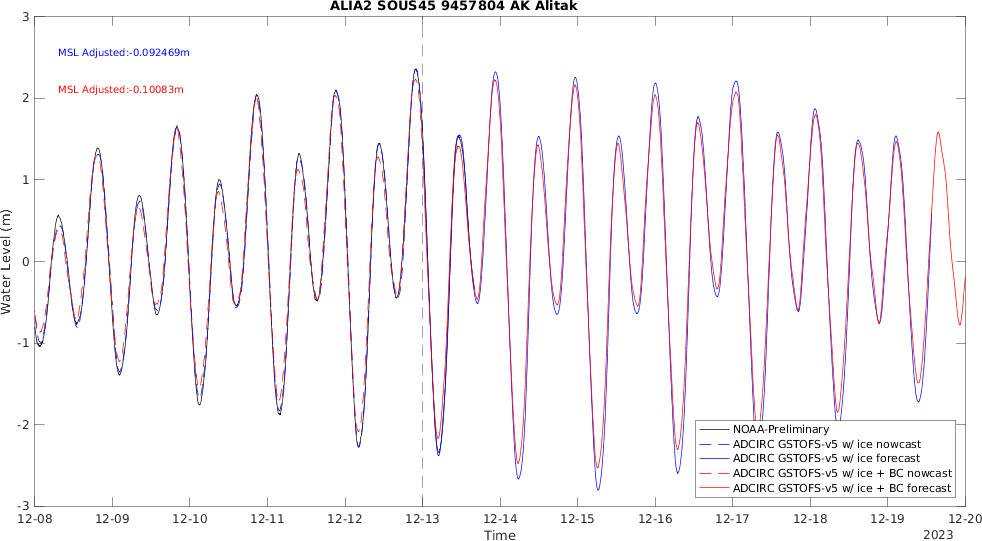 ALIA2 SOUS45 9457804 AK Alitak
MSL Adjusted:-0.092469m
MSL Adjusted:-0.10083m
Water Level (m)
3
2
1
0
-1
-2
-3
NOAA-Preliminary
ADCIRC GSTOFS-v5 w/ ice nowcast
ADCIRC GSTOFS-v5 w/ ice forecast
ADCIRC GSTOFS-v5 w/ ice + BC nowcast
ADCIRC GSTOFS-v5 w/ ice + BC forecast
12-08 12-09 12-10 12-11 12-12 12-13 12-14 12-15 12-16 12-17 12-18 12-19 12-20
Time
2023